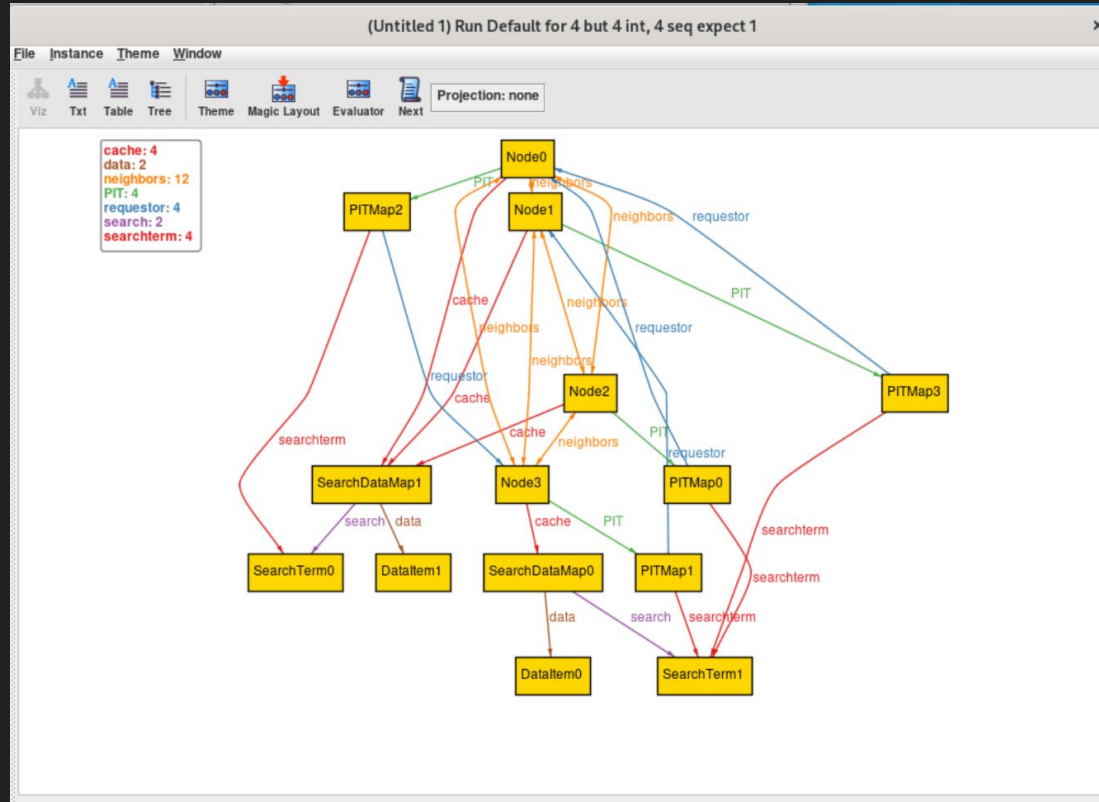 (Untitled 1) Run Default for 4 but 4 int, 4 seq expect 1
File Instance Theme Window
Viz Txt Table Tree Theme Magic Layout Evaluator Next Projection: none
cache: 4
data: 2
neighbors: 12
PIT: 4
requestor: 4
search: 2
searchterm: 4
Node0
PIT neighbors
PITMap2 Node1 neighbors requestor
PIT
cache neighbors
neighbors requestor
neighbors
requestor
Node2 PITMap3
cache
cache PIT
searchterm neighbors
requestor
SearchDataMap1 Node3 PITMap0
search data cache PIT
searchterm
SearchTerm0 DataItem1 SearchDataMap0 PITMap1
searchterm
data search searchterm
DataItem0 SearchTerm1